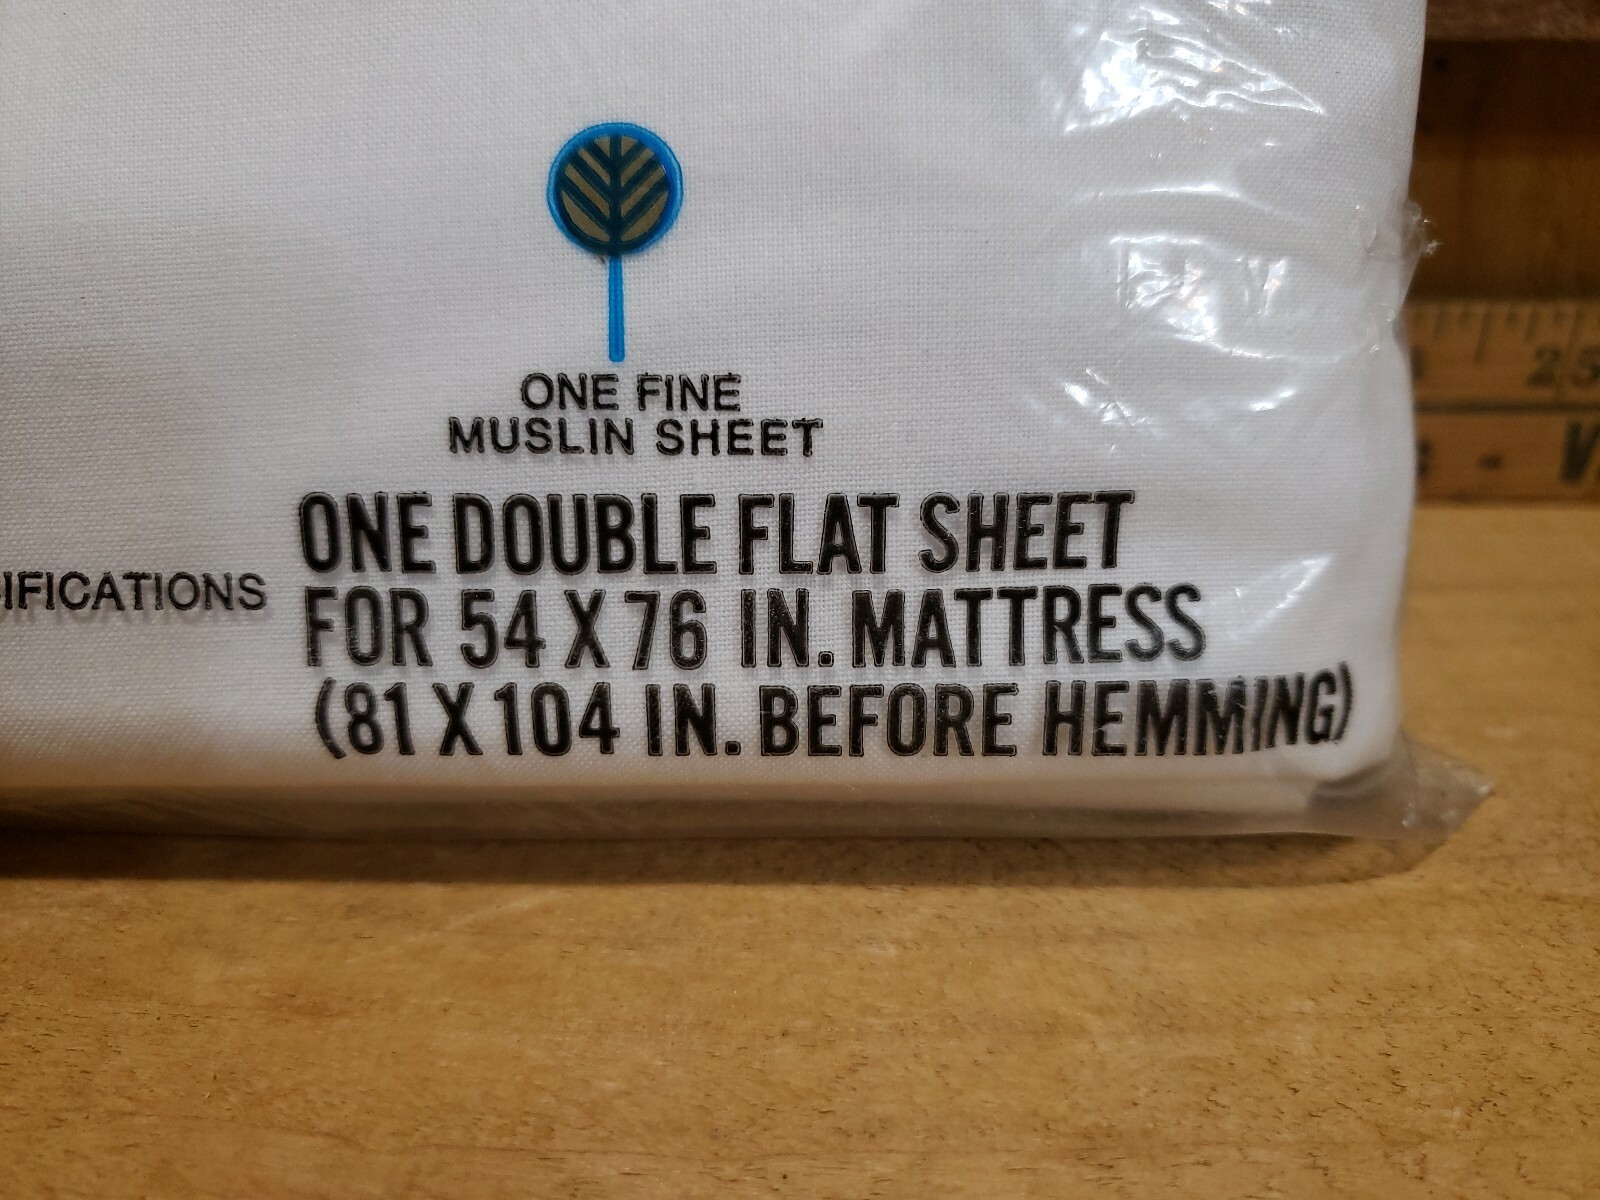 ONE FINE
MUSLIN SHEET
ONE DOUBLE FLAT SHEET
IFICATIONS
FOR 54 X 76 IN. MATTRESS
(81 X 104 IN. BEFORE HEMMING)
25